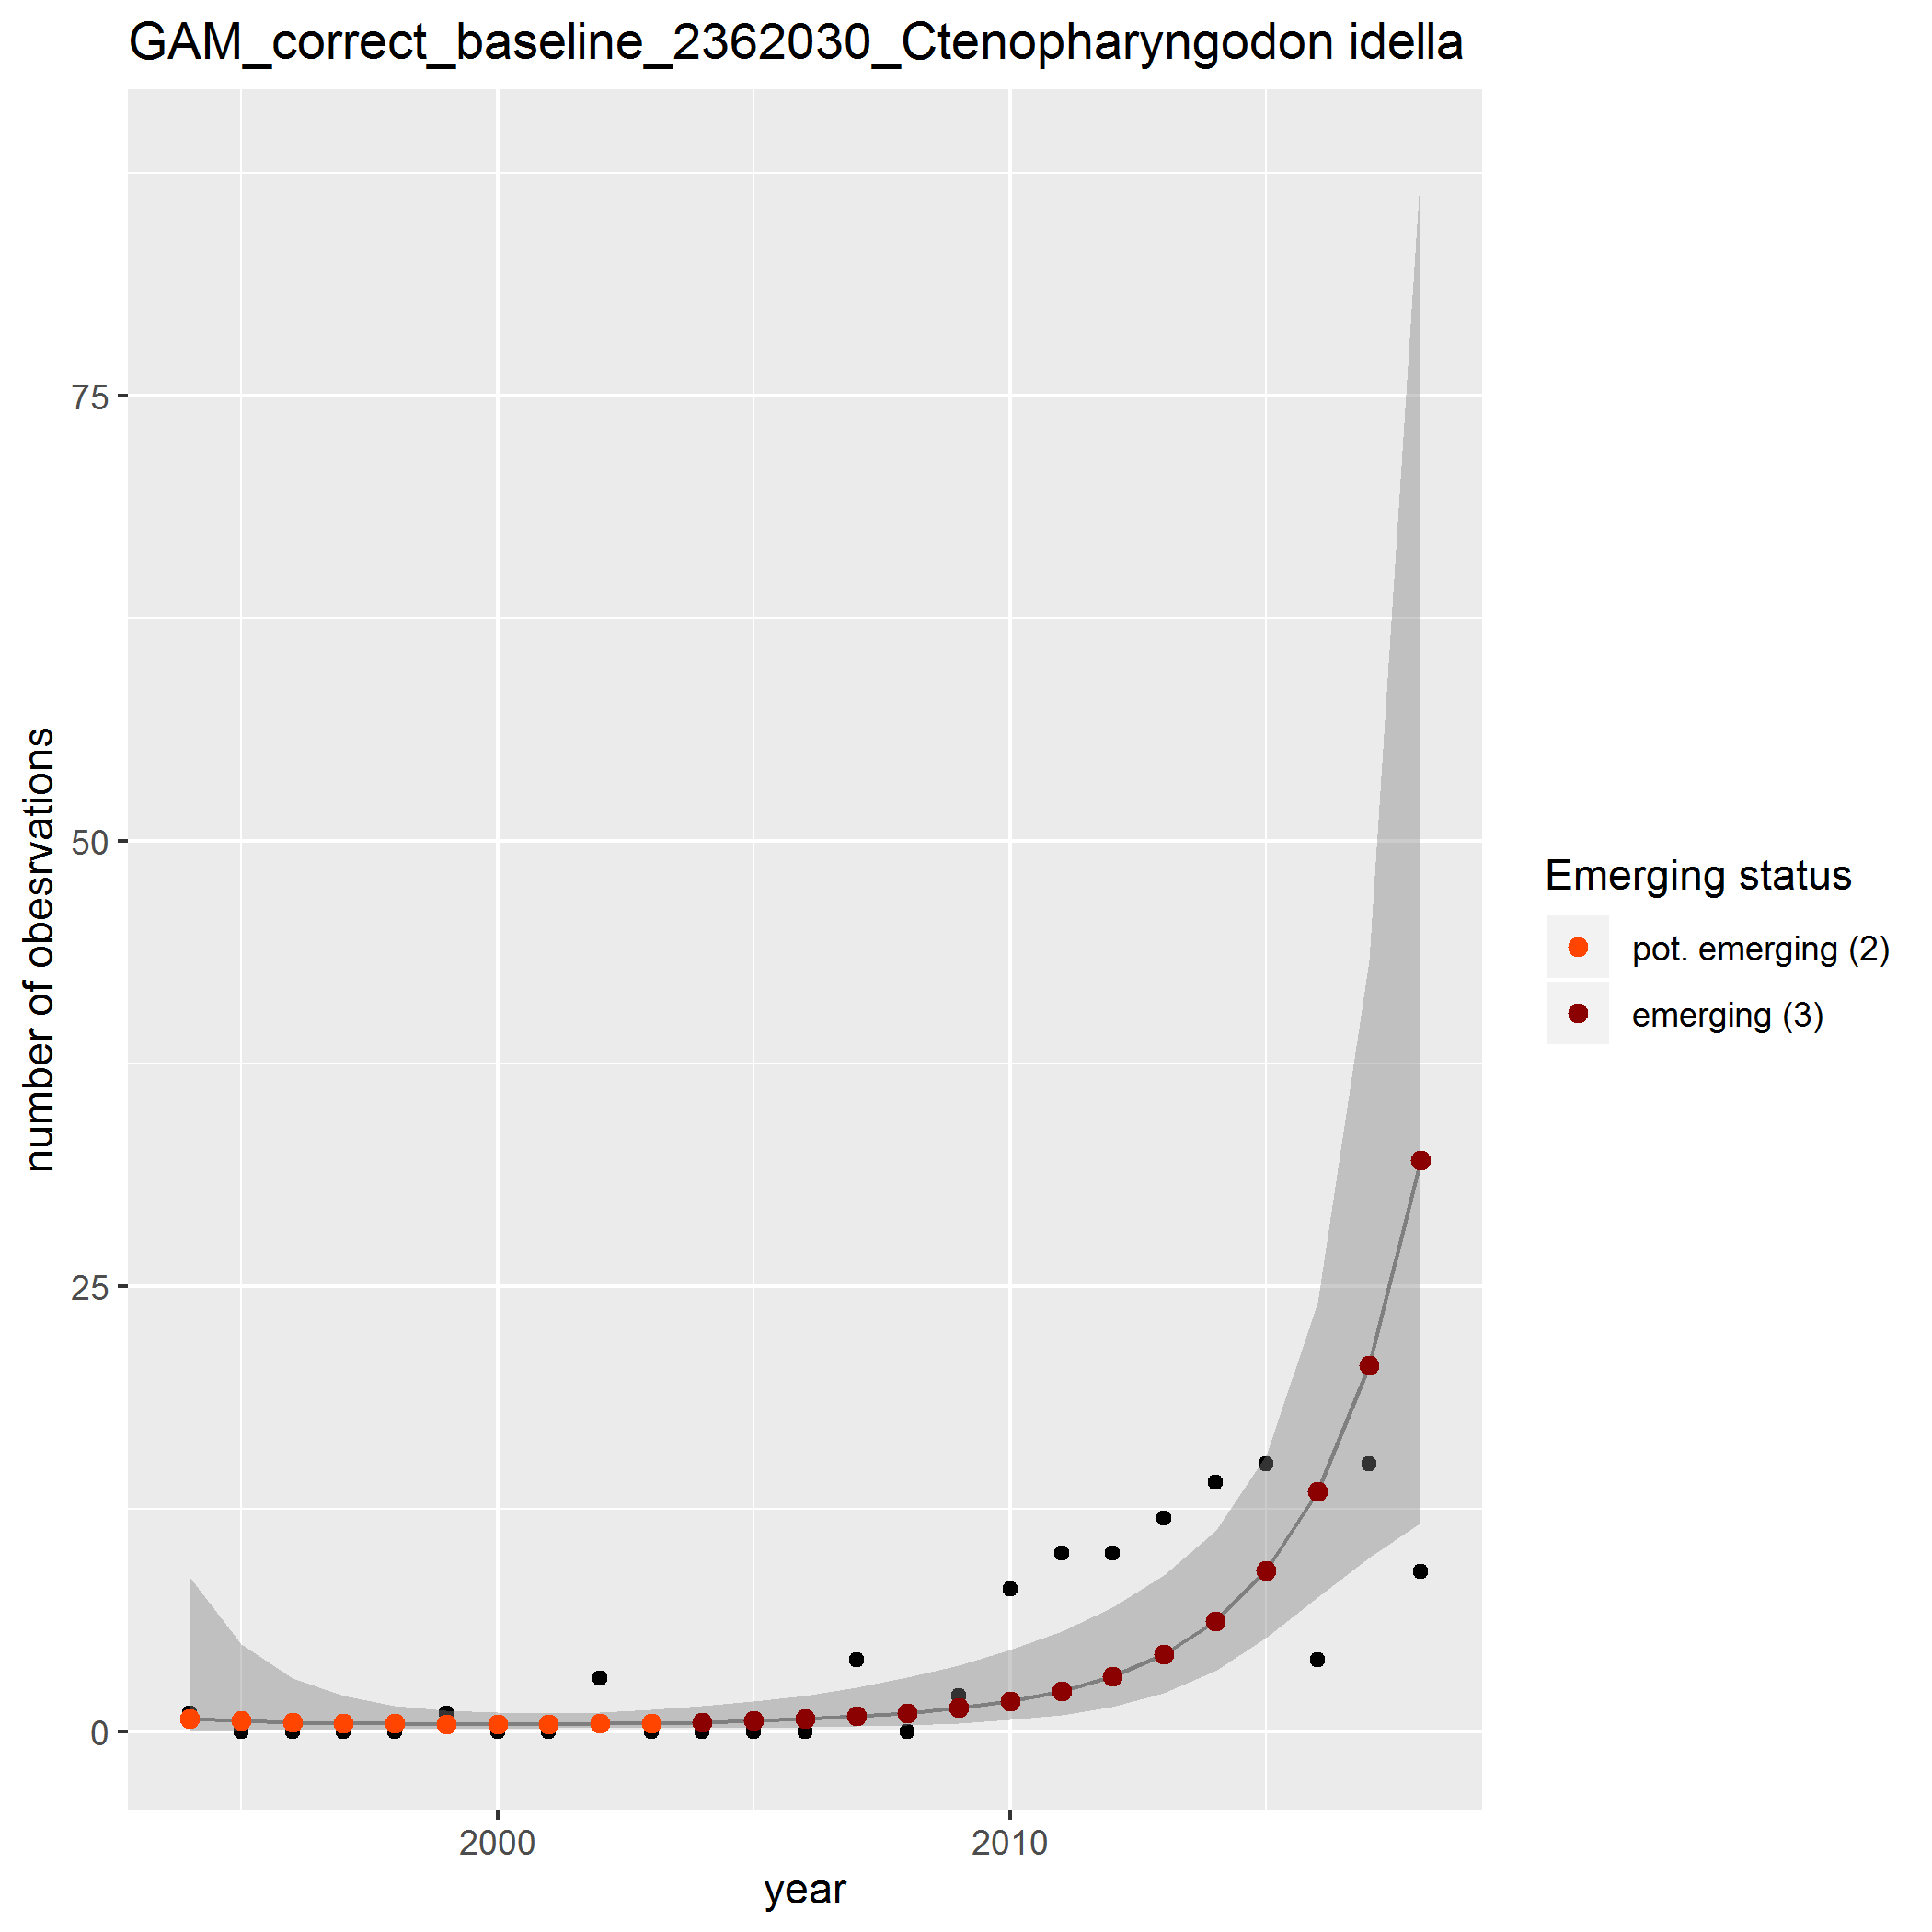 GAM_correct_baseline_2362030_Ctenopharyngodon idella
number of obesrvations
75
50
25
0
2000
2010
year
Emerging status
pot. emerging (2)
emerging (3)